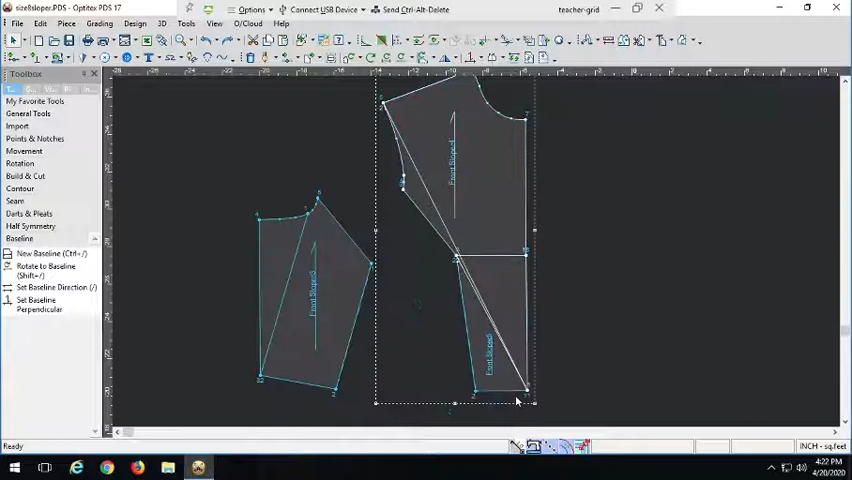 size8sloper.PDS - Optitex PDS 17
Options
Connect USB Device
Send Ctrl-Alt-Delete
teacher-grid
File Edit Piece Grading Design 3D Tools View O/Cloud Help
Toolbox
My Favorite Tools
General Tools
Import
Points & Notches
Movement
Rotation
Build & Cut
Contour
Seam
Darts & Pleats
Half Symmetry
Baseline
New Baseline (Ctrl+/)
Rotate to Baseline (Shift+/)
Set Baseline Direction (/)
Set Baseline Perpendicular
Front Sloper3
Front Sloper4
Front Sloper5
Ready
INCH - sq.feet
4:22 PM
4/20/2020